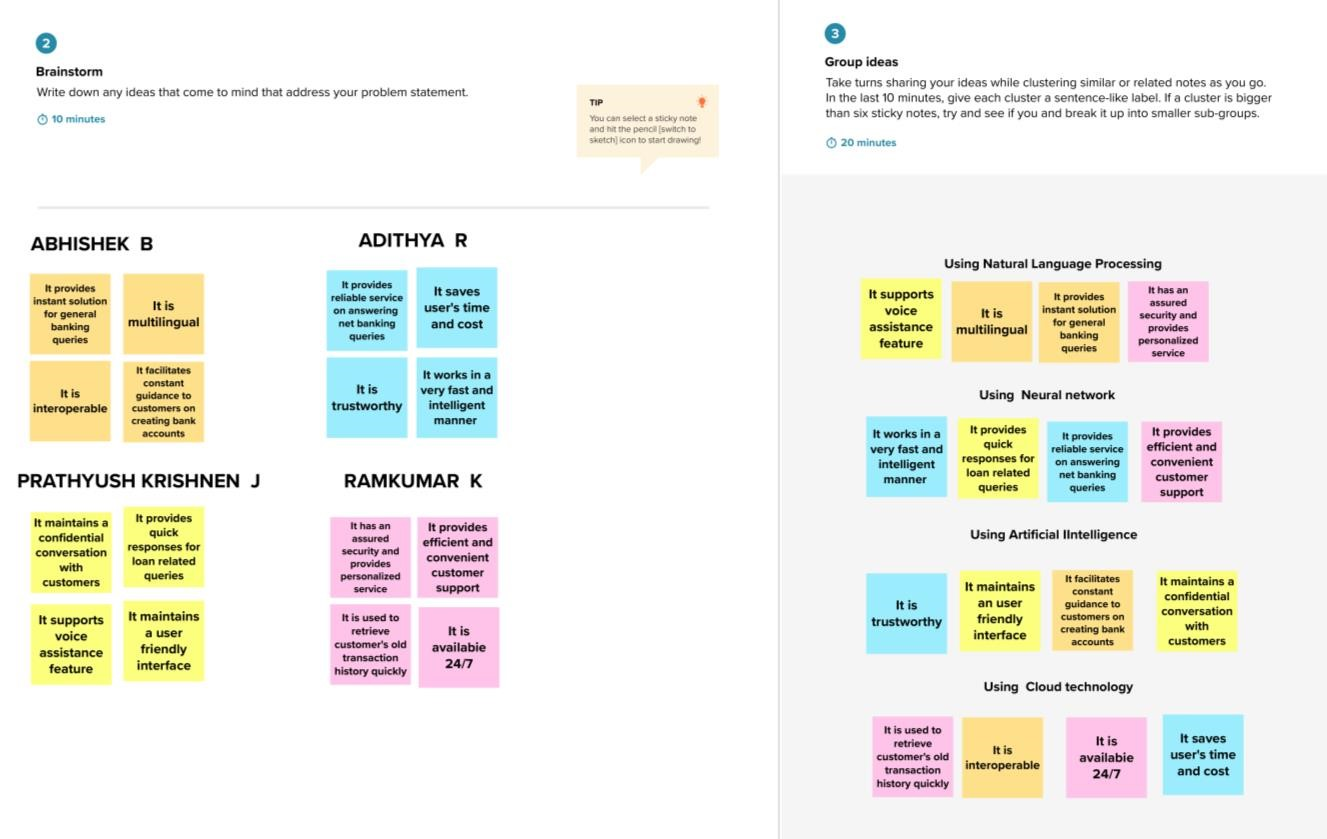 2
Brainstorm
Write down any ideas that come to mind that address your problem statement.
10 minutes
TIP
You can select a sticky note
and hit the pencil [switch to
sketch] icon to start drawing!
ABHISHEK B
It provides
instant solution
for general
banking
queries
It is
multilingual
It is
interoperable
It facilitates
constant
guidance to
customers on
creating bank
accounts
ADITHYA R
It provides
reliable service
on answering
net banking
queries
It saves
user's time
and cost
It is
trustworthy
It works in a
very fast and
intelligent
manner
PRATHYUSH KRISHNEN J
It maintains a
confidential
conversation
with
customers
It provides
quick
responses for
loan related
queries
It supports
voice
assistance
feature
It maintains
a user
friendly
interface
RAMKUMAR K
It has an
assured
security and
provides
personalized
service
It provides
efficient and
convenient
customer
support
It is used to
retrieve
customer's old
transaction
history quickly
It is
available
24/7
3
Group ideas
Take turns sharing your ideas while clustering similar or related notes as you go.
In the last 10 minutes, give each cluster a sentence-like label. If a cluster is bigger
than six sticky notes, try and see if you and break it up into smaller sub-groups.
20 minutes
Using Natural Language Processing
It supports
voice
assistance
feature
It is
multilingual
It provides
instant solution
for general
banking
queries
It has an
assured
security and
provides
personalized
service
Using Neural network
It works in a
very fast and
intelligent
manner
It provides
quick
responses for
loan related
queries
It provides
reliable service
on answering
net banking
queries
It provides
efficient and
convenient
customer
support
Using Artificial IIntelligence
It is
trustworthy
It maintains
an user
friendly
interface
It facilitates
constant
guidance to
customers on
creating bank
accounts
It maintains a
confidential
conversation
with
customers
Using Cloud technology
It is used to
retrieve
customer's old
transaction
history quickly
It is
interoperable
It is
available
24/7
It saves
user's time
and cost